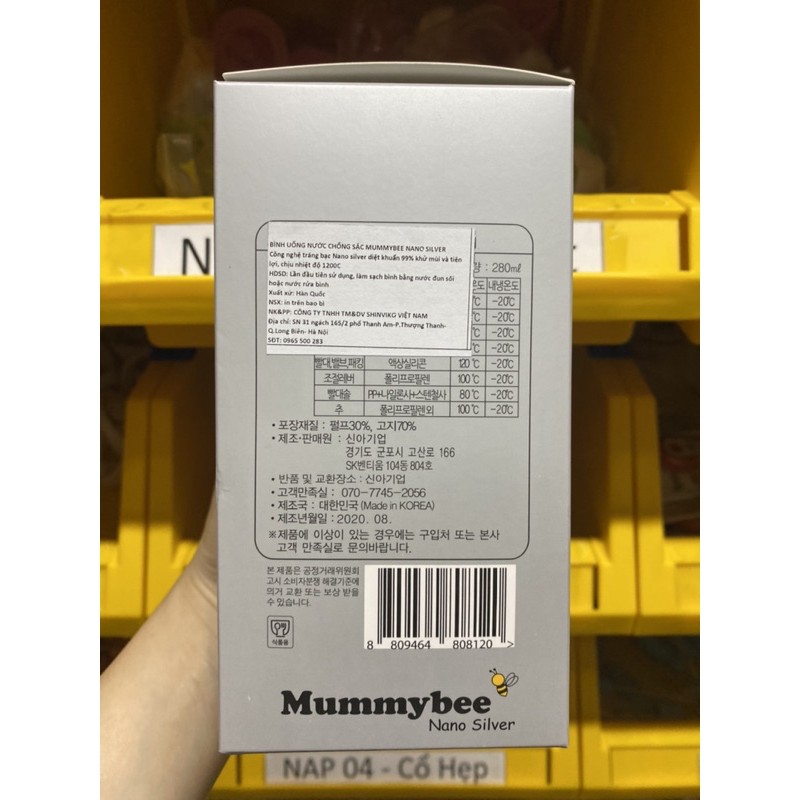 N
C
BÌNH UỐNG NƯỚC CHỐNG SẶC MUMMYBEE NANO SILVER
Công nghệ tráng bạc Nano silver diệt khuẩn 99% khử mùi và tiện
lợi, chịu nhiệt độ 1200C
HDSD: Lần đầu tiên sử dụng, làm sạch bình bằng nước đun sôi
hoặc nước rửa bình
Xuất xứ: Hàn Quốc
NSX: in trên bao bì
NK&PP: CÔNG TY TNHH TM&DV SHINVIKO VIỆT NAM
Địa chỉ: SN 31 ngách 165/2 phố Thanh Am-P.Thượng Thanh-
Q.Long Biên- Hà Nội
SĐT: 0965 500 283
: 280㎖
내냉온도
-20℃
-20℃
-20℃
-20℃
빨대,밸브,패킹 액상실리콘 120℃ -20℃
조절레버 폴리프로필렌 100℃ -20℃
빨대솔 PP+나일론사+스텐철사 80℃ -20℃
추 폴리프로필렌 외 100℃ -20℃
• 포장재질 : 펄프30%, 고지70%
• 제조·판매원 : 신아기업
경기도 군포시 고산로 166
SK벤티움 104동 804호
• 반품 및 교환장소 : 신아기업
• 고객만족실 : 070-7745-2056
• 제조국 : 대한민국 (Made in KOREA)
• 제조년월일 : 2020. 08.
※제품에 이상이 있는 경우에는 구입처 또는 본사
고객 만족실로 문의바랍니다.
본 제품은 공정거래위원회
고시 소비자분쟁 해결기준에
의거 교환 또는 보상 받을
수 있습니다.
식품용
8 809464 808120 >
Mummybee
Nano Silver
NAP 04 - Cổ Hẹp